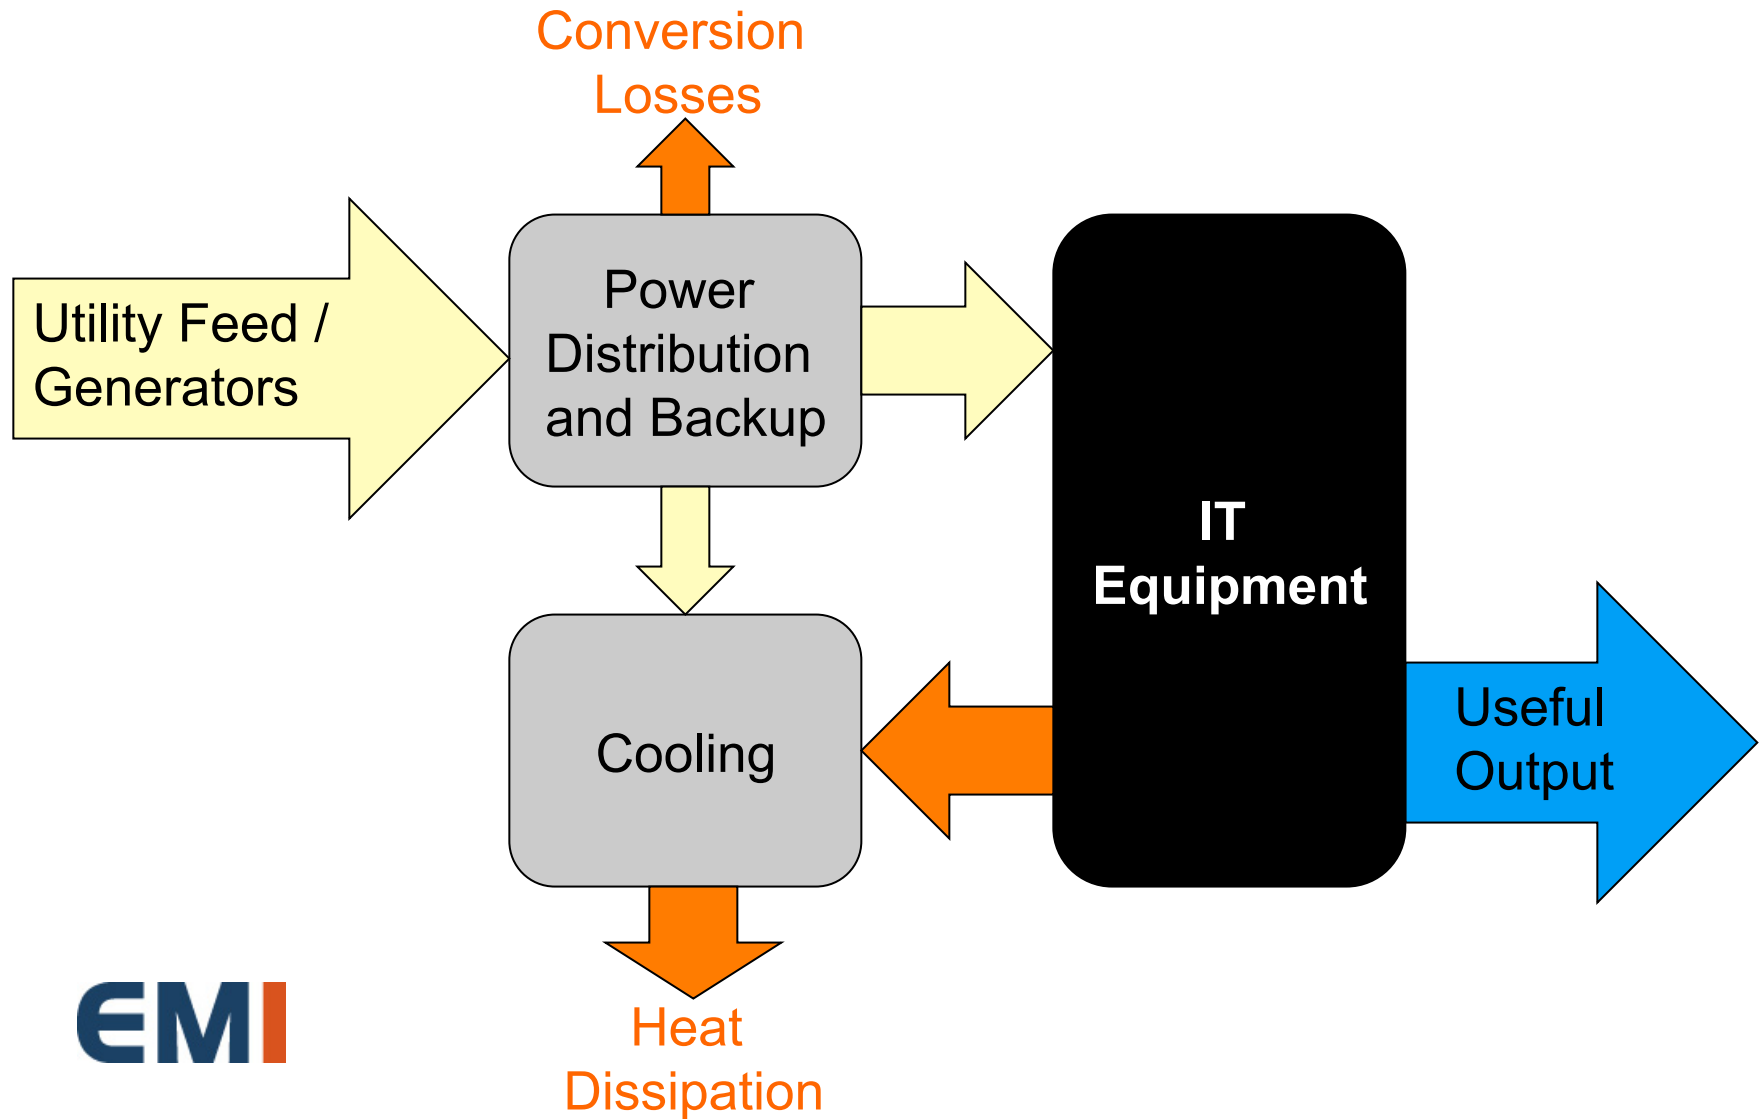 Conversion
Losses
Utility Feed /
Generators
Power
Distribution
and Backup
IT
Equipment
Cooling
Useful
Output
Heat
Dissipation
EMI